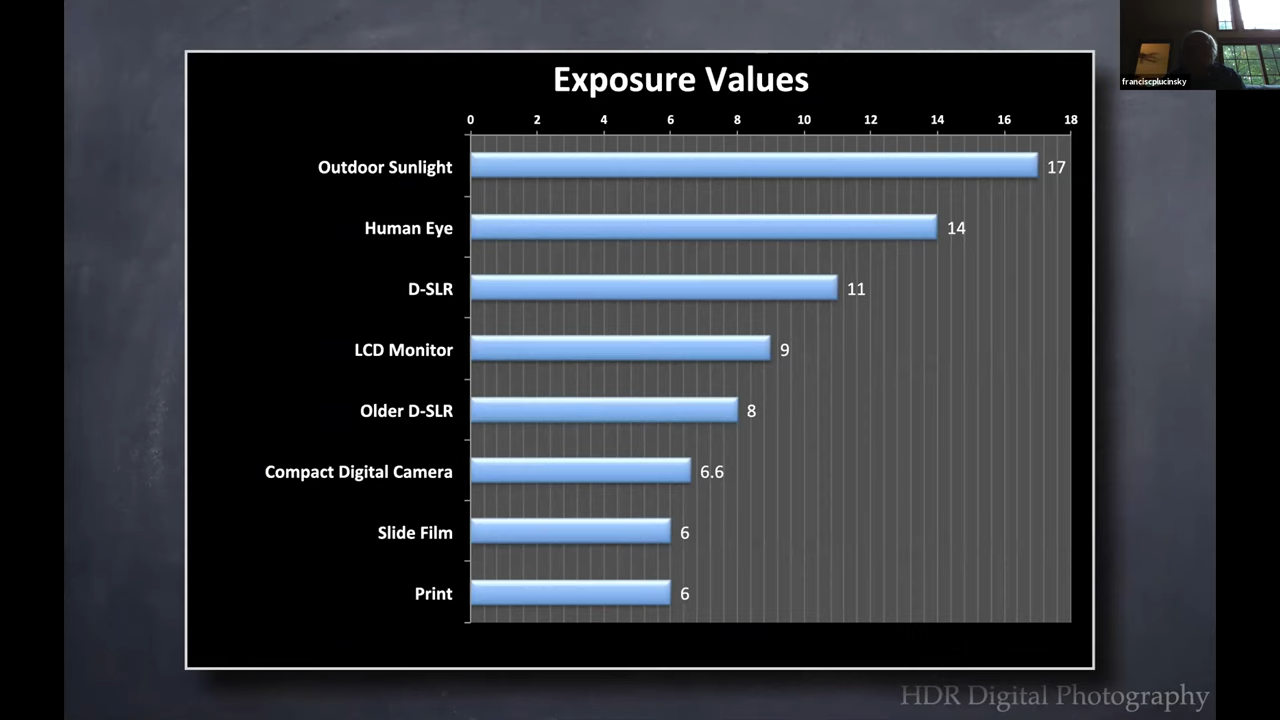 Exposure Values
0 2 4 6 8 10 12 14 16 18
Outdoor Sunlight 17
Human Eye 14
D-SLR 11
LCD Monitor 9
Older D-SLR 8
Compact Digital Camera 6.6
Slide Film 6
Print 6
HDR Digital Photography
franciscplucinsky